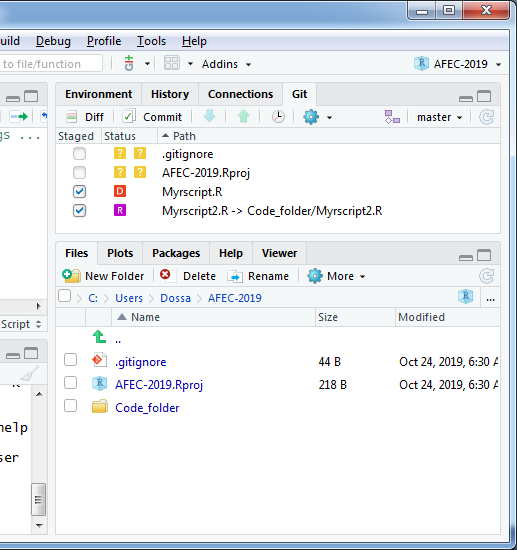 uild Debug Profile Tools Help
to file/function Addins AFEC-2019
Environment History Connections Git
Diff Commit master
Staged Status Path
? ? .gitignore
? ? AFEC-2019.Rproj
D Myrscript.R
R Myrscript2.R -> Code_folder/Myrscript2.R
gs ...
Files Plots Packages Help Viewer
New Folder Delete Rename More
C: Users Dossa AFEC-2019 R ...
Script
Name Size Modified
..
.gitignore 44 B Oct 24, 2019, 6:30 A
AFEC-2019.Rproj 218 B Oct 24, 2019, 6:30 A
Code_folder
help
ser